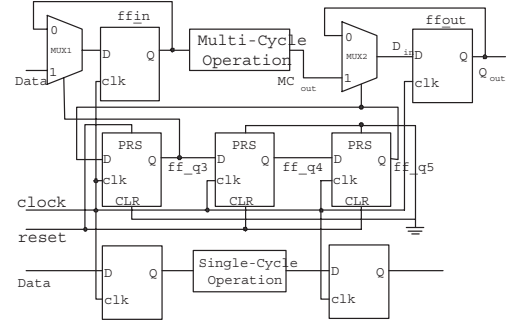 ffin
ffout
0
MUX1
1
Data
D
Q
clk
Multi-Cycle
Operation
MC out
0
MUX2
1
D in
D
Q
clk
Q out
PRS
D
Q
clk
CLR
ff_q3
PRS
D
Q
clk
CLR
ff_q4
PRS
D
Q
clk
CLR
ff_q5
clock
reset
Data
D
Q
clk
Single-Cycle
Operation
D
Q
clk